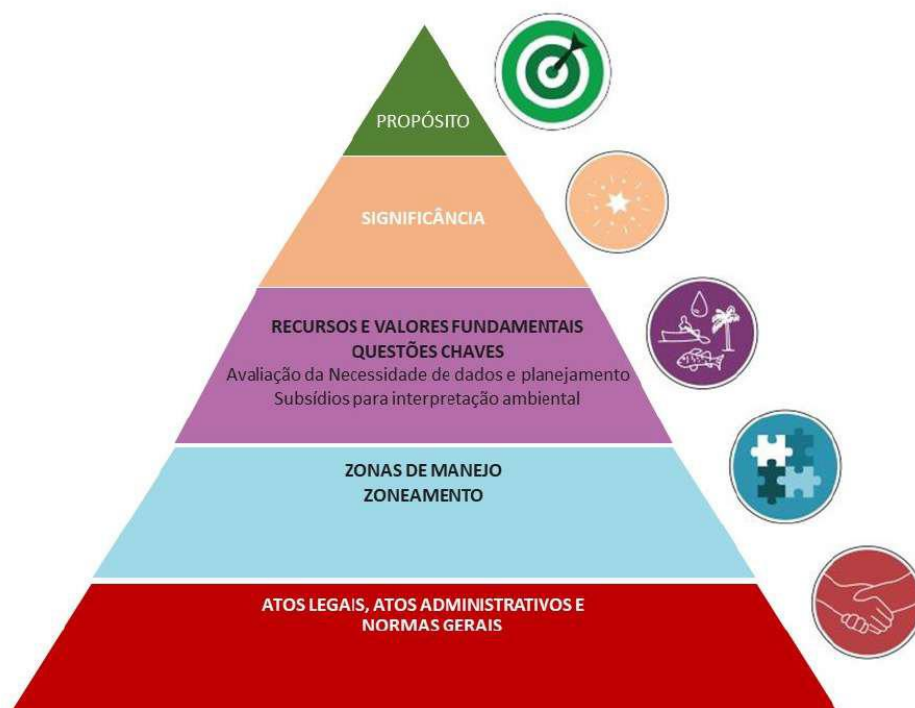 PROPÓSITO
SIGNIFICÂNCIA
RECURSOS E VALORES FUNDAMENTAIS
QUESTÕES CHAVES
Avaliação da Necessidade de dados e planejamento
Subsídios para interpretação ambiental
ZONAS DE MANEJO
ZONEAMENTO
ATOS LEGAIS, ATOS ADMINISTRATIVOS E
NORMAS GERAIS